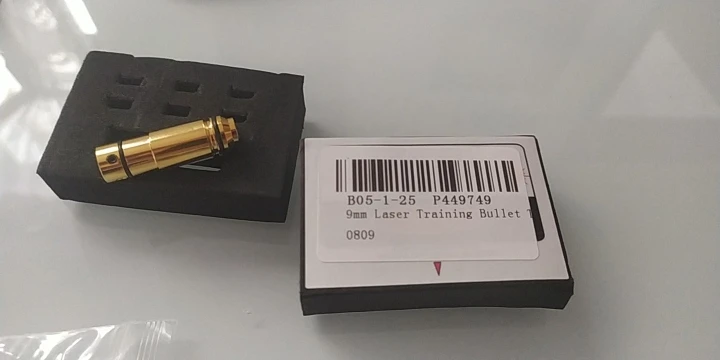 B05-1-25 P449749
9mm Laser Training Bullet T
0809